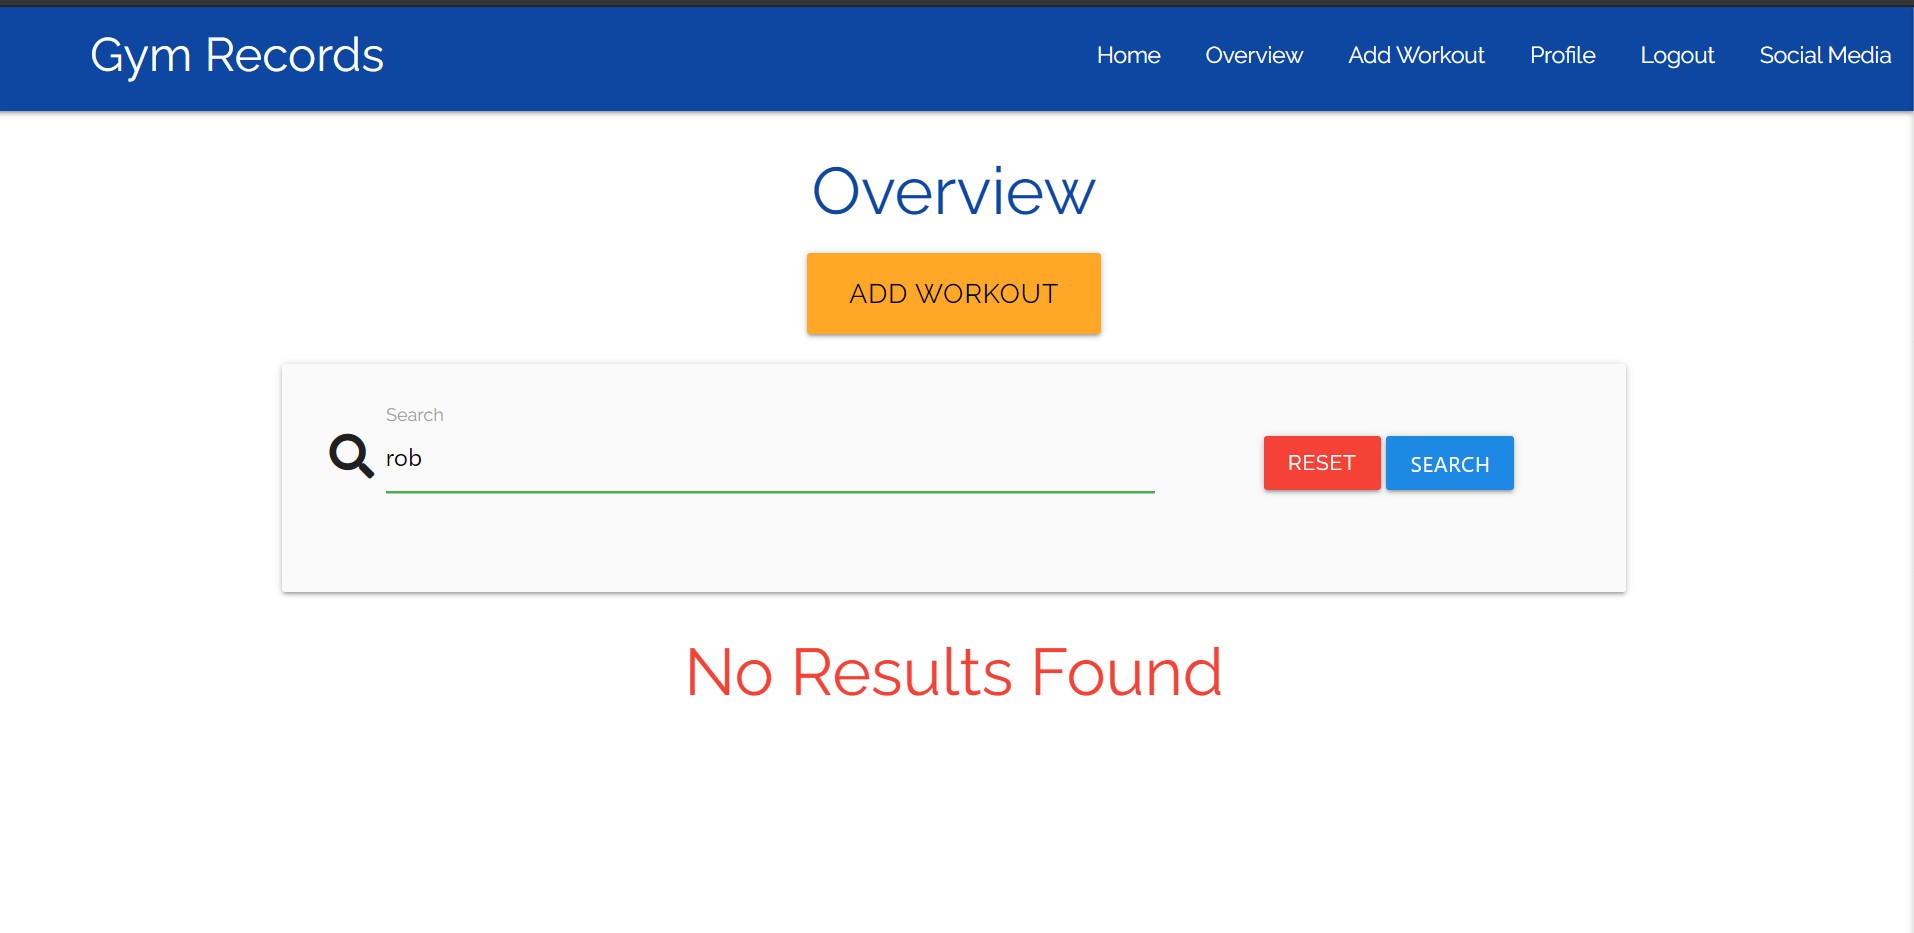 Gym Records
Home Overview Add Workout Profile Logout Social Media
Overview
ADD WORKOUT
Search
rob
RESET SEARCH
No Results Found